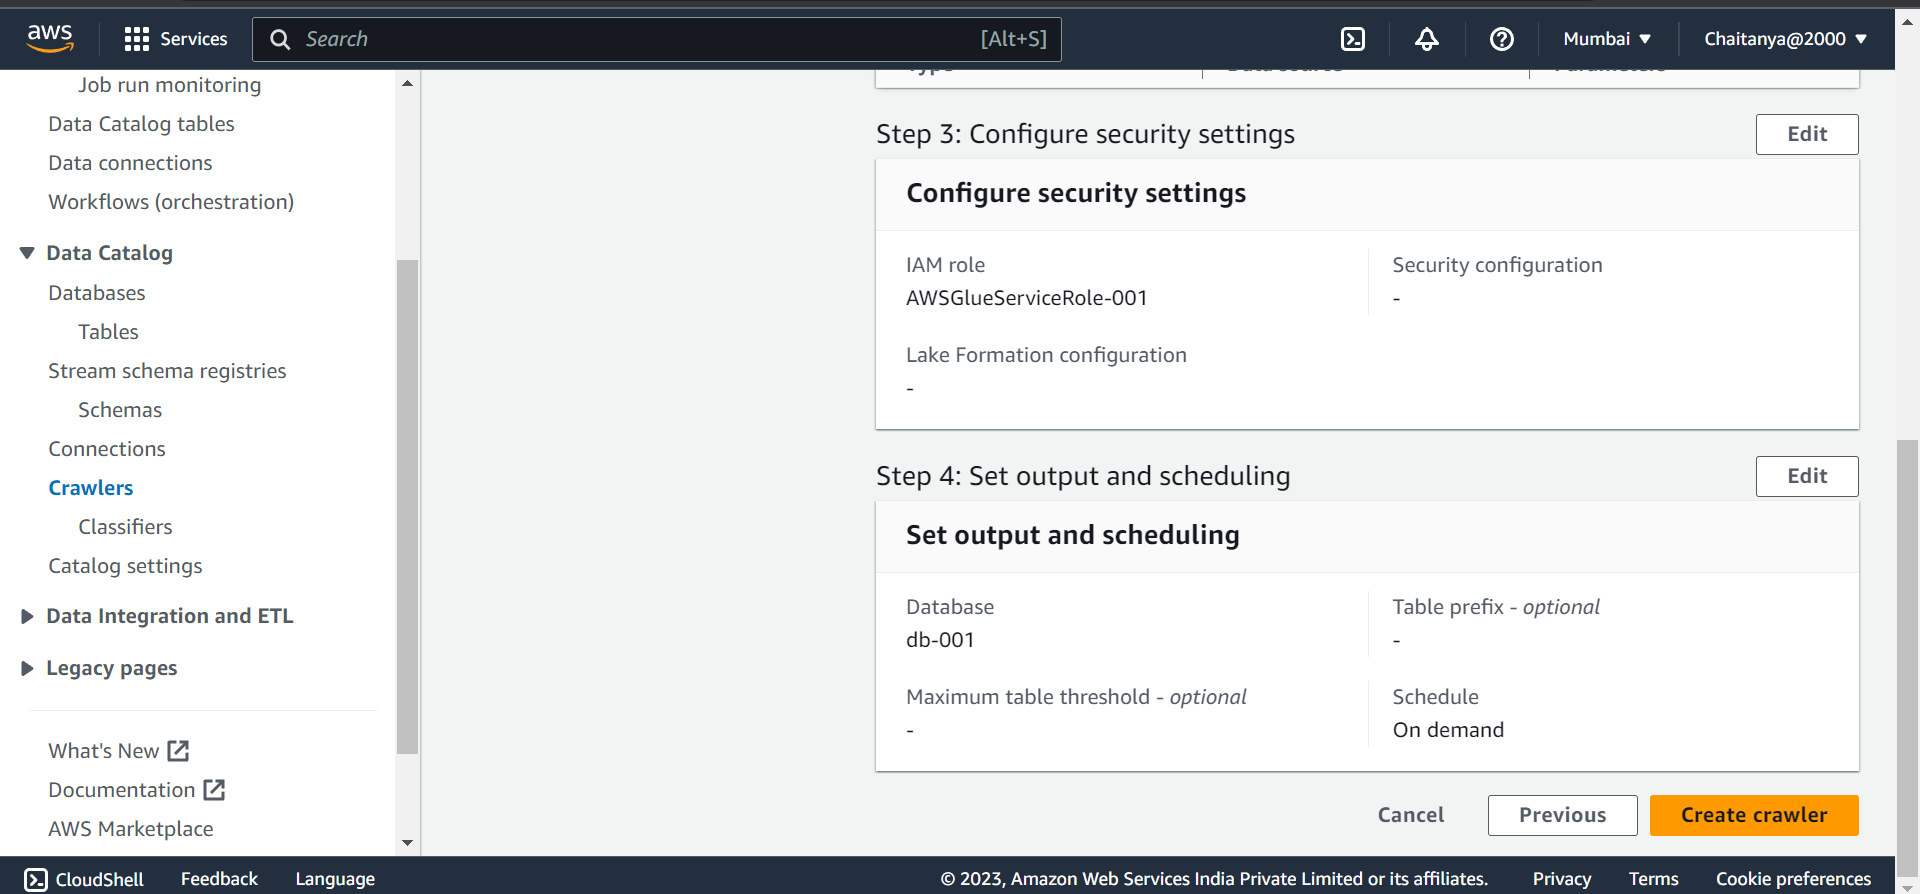 aws
Services
Search
[Alt+S]
Mumbai
Chaitanya@2000
Job run monitoring
Data Catalog tables
Data connections
Workflows (orchestration)
Data Catalog
Databases
Tables
Stream schema registries
Schemas
Connections
Crawlers
Classifiers
Catalog settings
Data Integration and ETL
Legacy pages
What's New
Documentation
AWS Marketplace
Step 3: Configure security settings
Edit
Configure security settings
IAM role
AWSGlueServiceRole-001
Security configuration
-
Lake Formation configuration
-
Step 4: Set output and scheduling
Edit
Set output and scheduling
Database
db-001
Table prefix - optional
-
Maximum table threshold - optional
-
Schedule
On demand
Cancel
Previous
Create crawler
CloudShell
Feedback
Language
© 2023, Amazon Web Services India Private Limited or its affiliates.
Privacy
Terms
Cookie preferences